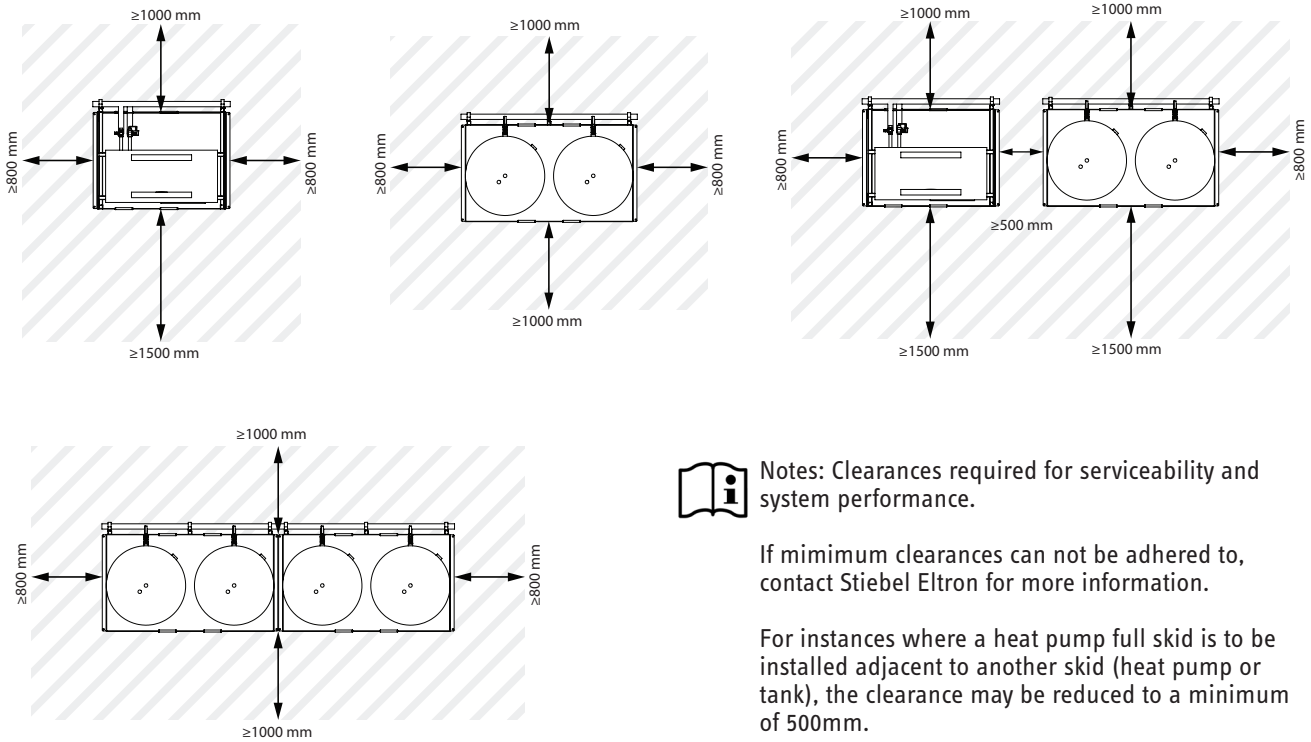 ≥1000 mm
≥800 mm
≥800 mm
≥1500 mm
≥1000 mm
≥800 mm
≥800 mm
≥1000 mm
≥1000 mm
≥1000 mm
≥800 mm
≥800 mm
≥500 mm
≥1500 mm
≥1500 mm
≥1000 mm
≥800 mm
≥800 mm
≥1000 mm
Notes: Clearances required for serviceability and
system performance.
If mimimum clearances can not be adhered to,
contact Stiebel Eltron for more information.
For instances where a heat pump full skid is to be
installed adjacent to another skid (heat pump or
tank), the clearance may be reduced to a minimum
of 500mm.